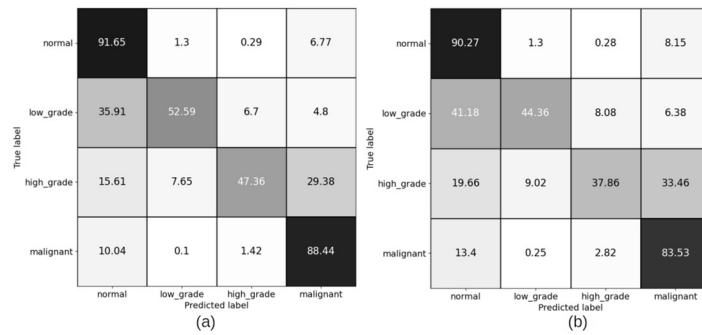 normal 91.65 1.3 0.29 6.77
low_grade 35.91 52.59 6.7 4.8
high_grade 15.61 7.65 47.36 29.38
malignant 10.04 0.1 1.42 88.44
True label
normal low_grade high_grade malignant
Predicted label
(a)
normal 90.27 1.3 0.28 8.15
low_grade 41.18 44.36 8.08 6.38
high_grade 19.66 9.02 37.86 33.46
malignant 13.4 0.25 2.82 83.53
True label
normal low_grade high_grade malignant
Predicted label
(b)